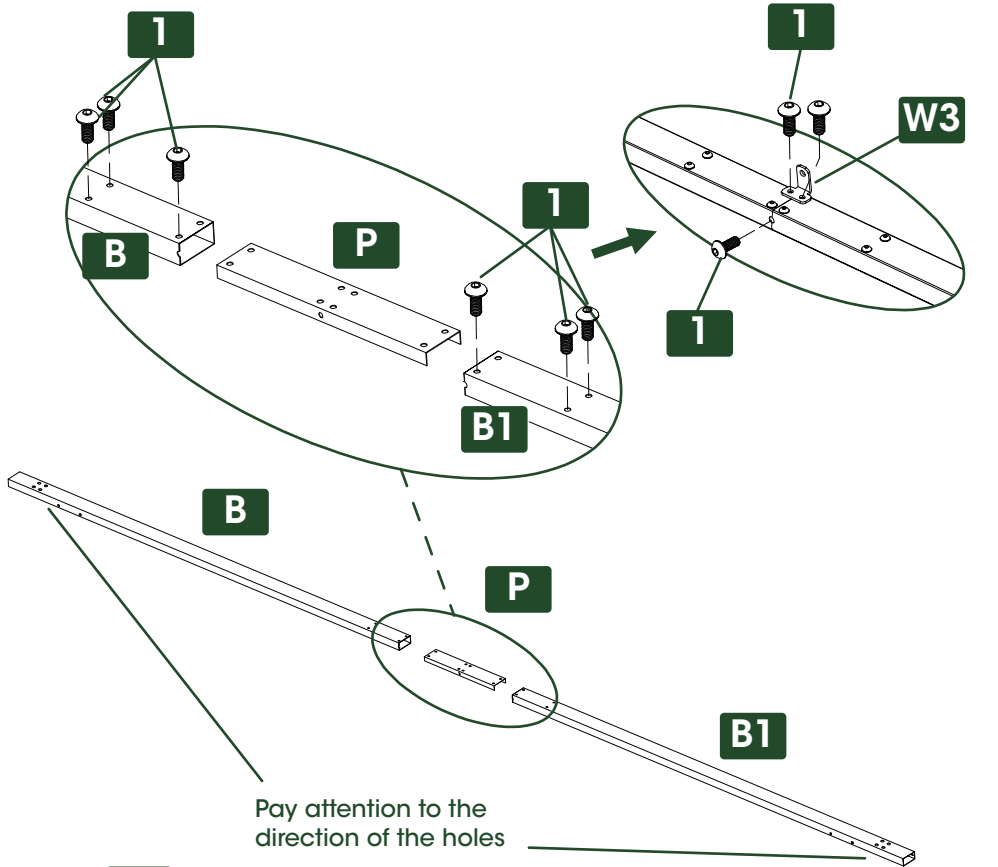 1
1
W3
1
P
B
1
B1
B
P
B1
Pay attention to the
direction of the holes